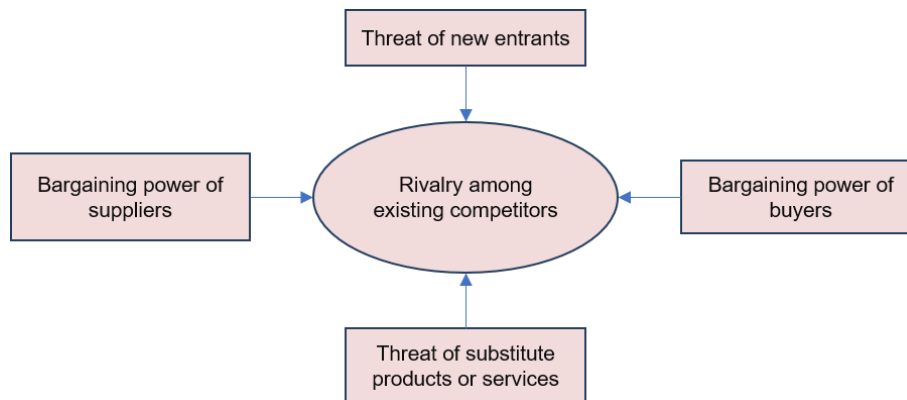 Threat of new entrants
Bargaining power of
suppliers
Rivalry among
existing competitors
Bargaining power of
buyers
Threat of substitute
products or services